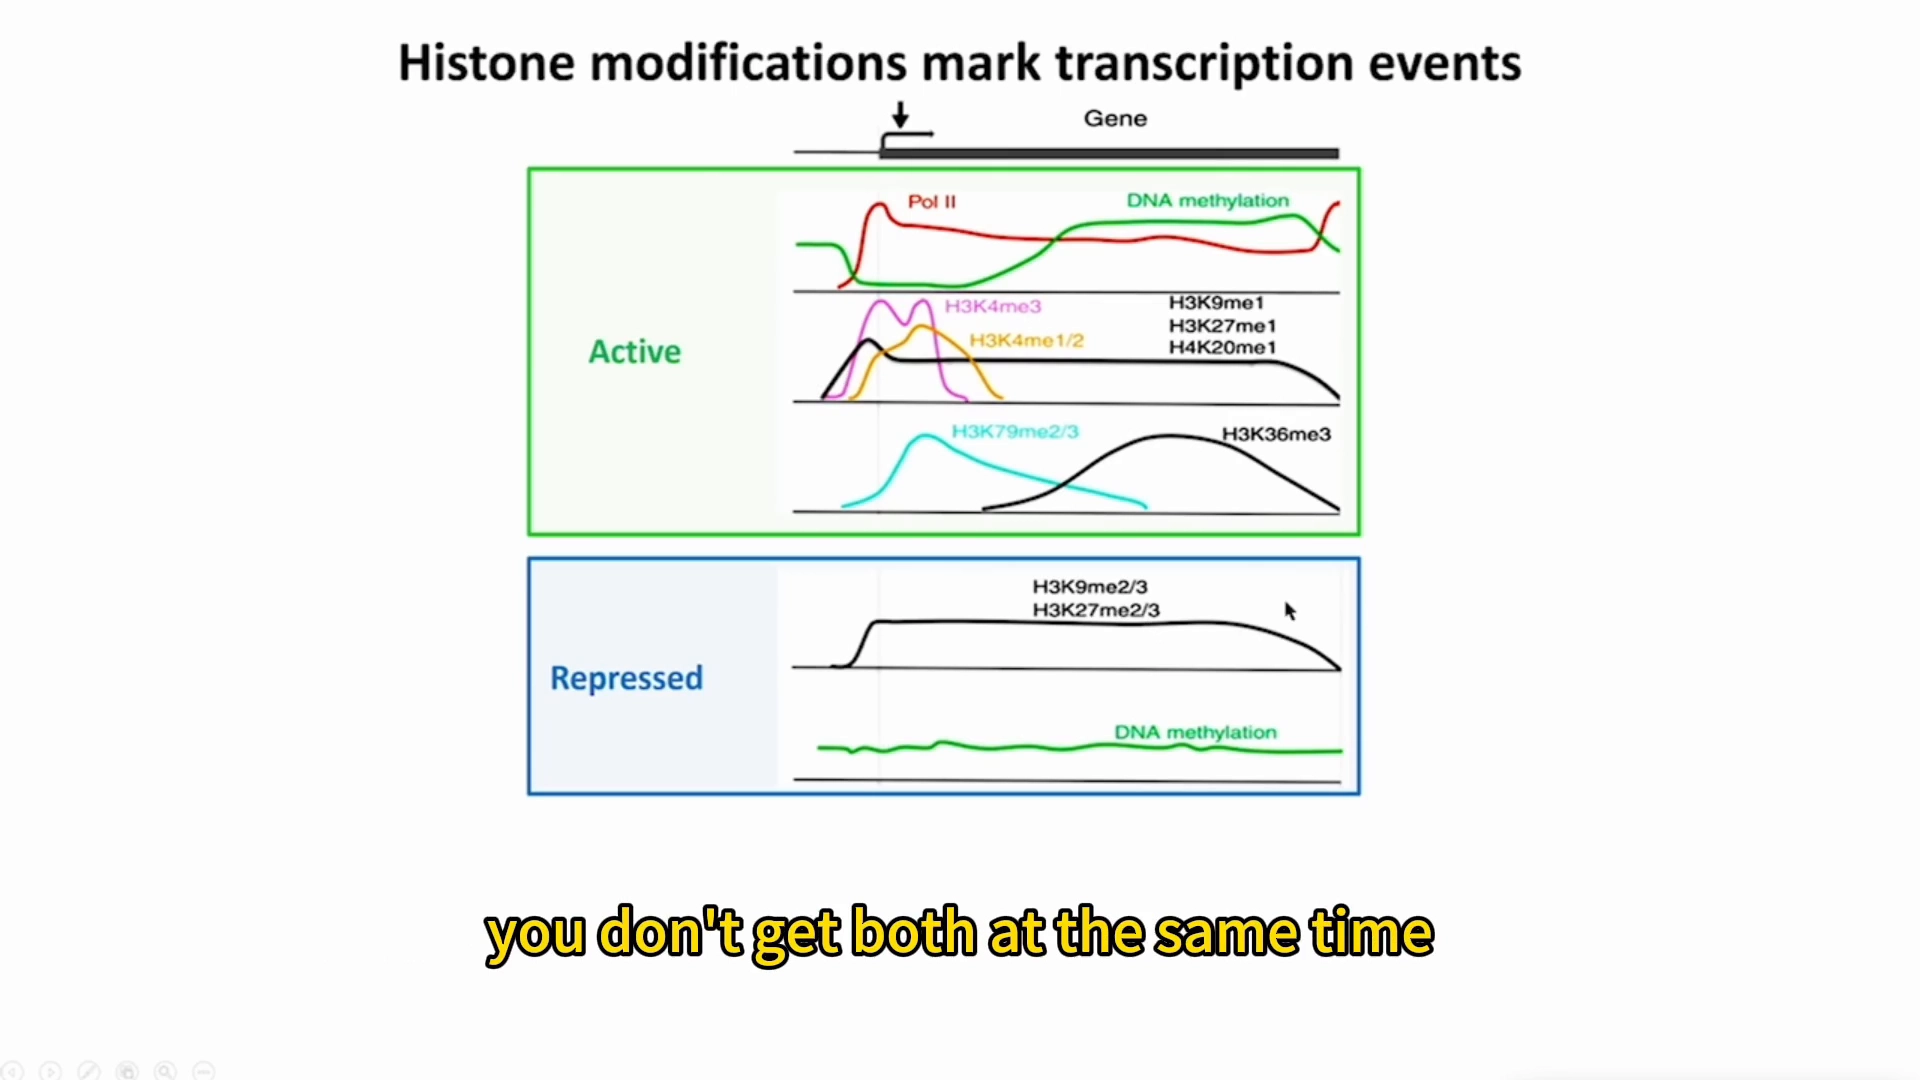 Histone modifications mark transcription events
Gene
Pol II
DNA methylation
H3K4me3
H3K9me1
H3K27me1
H3K4me1/2
H4K20me1
Active
H3K79me2/3
H3K36me3
H3K9me2/3
H3K27me2/3
Repressed
DNA methylation
you don't get both at the same time